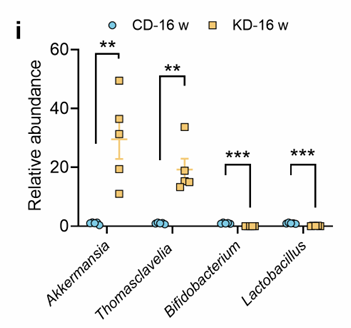 i
CD-16 w KD-16 w
Relative abundance
60
40
20
0
**
**
***
***
Akkermansia
Thomasclavelia
Bifidobacterium
Lactobacillus